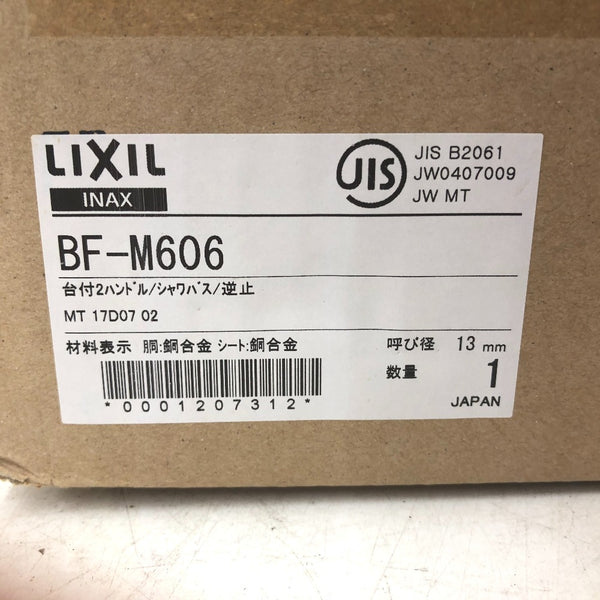 LIXIL
INAX
JIS
JIS B2061
JW0407009
JW MT
BF-M606
台付2ハンドル/シャワバス/逆止
MT 17D07 02
材料表示 胴:銅合金 シート:銅合金
呼び径 13 mm
数量 1
*0001207312*
JAPAN